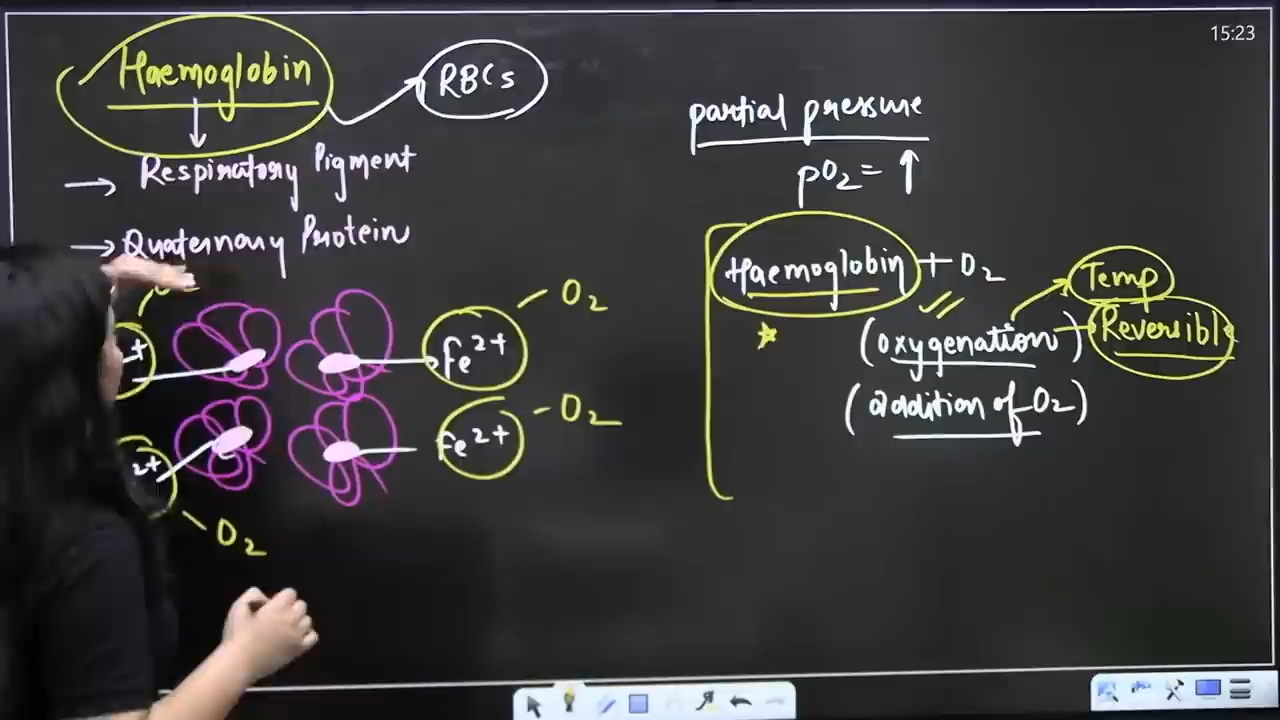 15:23
Haemoglobin
RBCs
Respiratory Pigment
Quaternary Protein
O2
Fe2+
O2
Fe2+
2+
O2
partial pressure
pO2 = ↑
Haemoglobin + O2
Temp
(oxygenation) Reversible
(addition of O2)